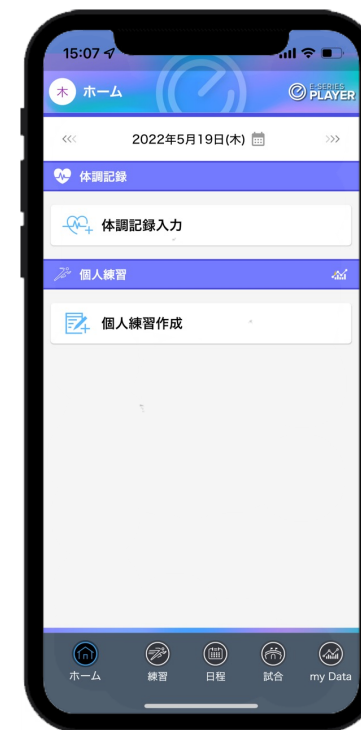 15:07
木 ホーム
E-SERIES
PLAYER
<<< 2022年5月19日(木) >>>
体調記録
体調記録入力
個人練習
個人練習作成
ホーム 練習 日程 試合 my Data